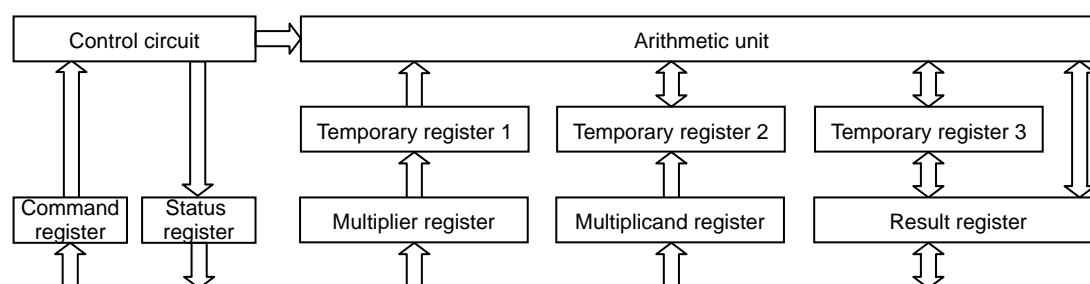 Control circuit
Arithmetic unit
Temporary register 1
Temporary register 2
Temporary register 3
Command
register
Status
register
Multiplier register
Multiplicand register
Result register